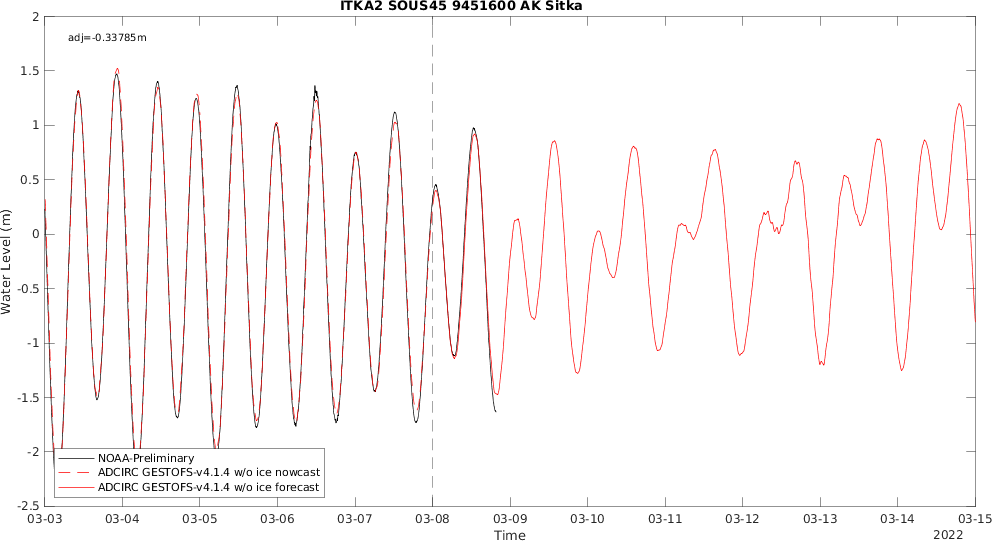 ITKA2 SOUS45 9451600 AK Sitka
adj=-0.33785m
2
1.5
1
0.5
0
-0.5
-1
-1.5
-2
-2.5
Water Level (m)
NOAA-Preliminary
ADCIRC GESTOFS-v4.1.4 w/o ice nowcast
ADCIRC GESTOFS-v4.1.4 w/o ice forecast
03-03 03-04 03-05 03-06 03-07 03-08 03-09 03-10 03-11 03-12 03-13 03-14 03-15
Time
2022